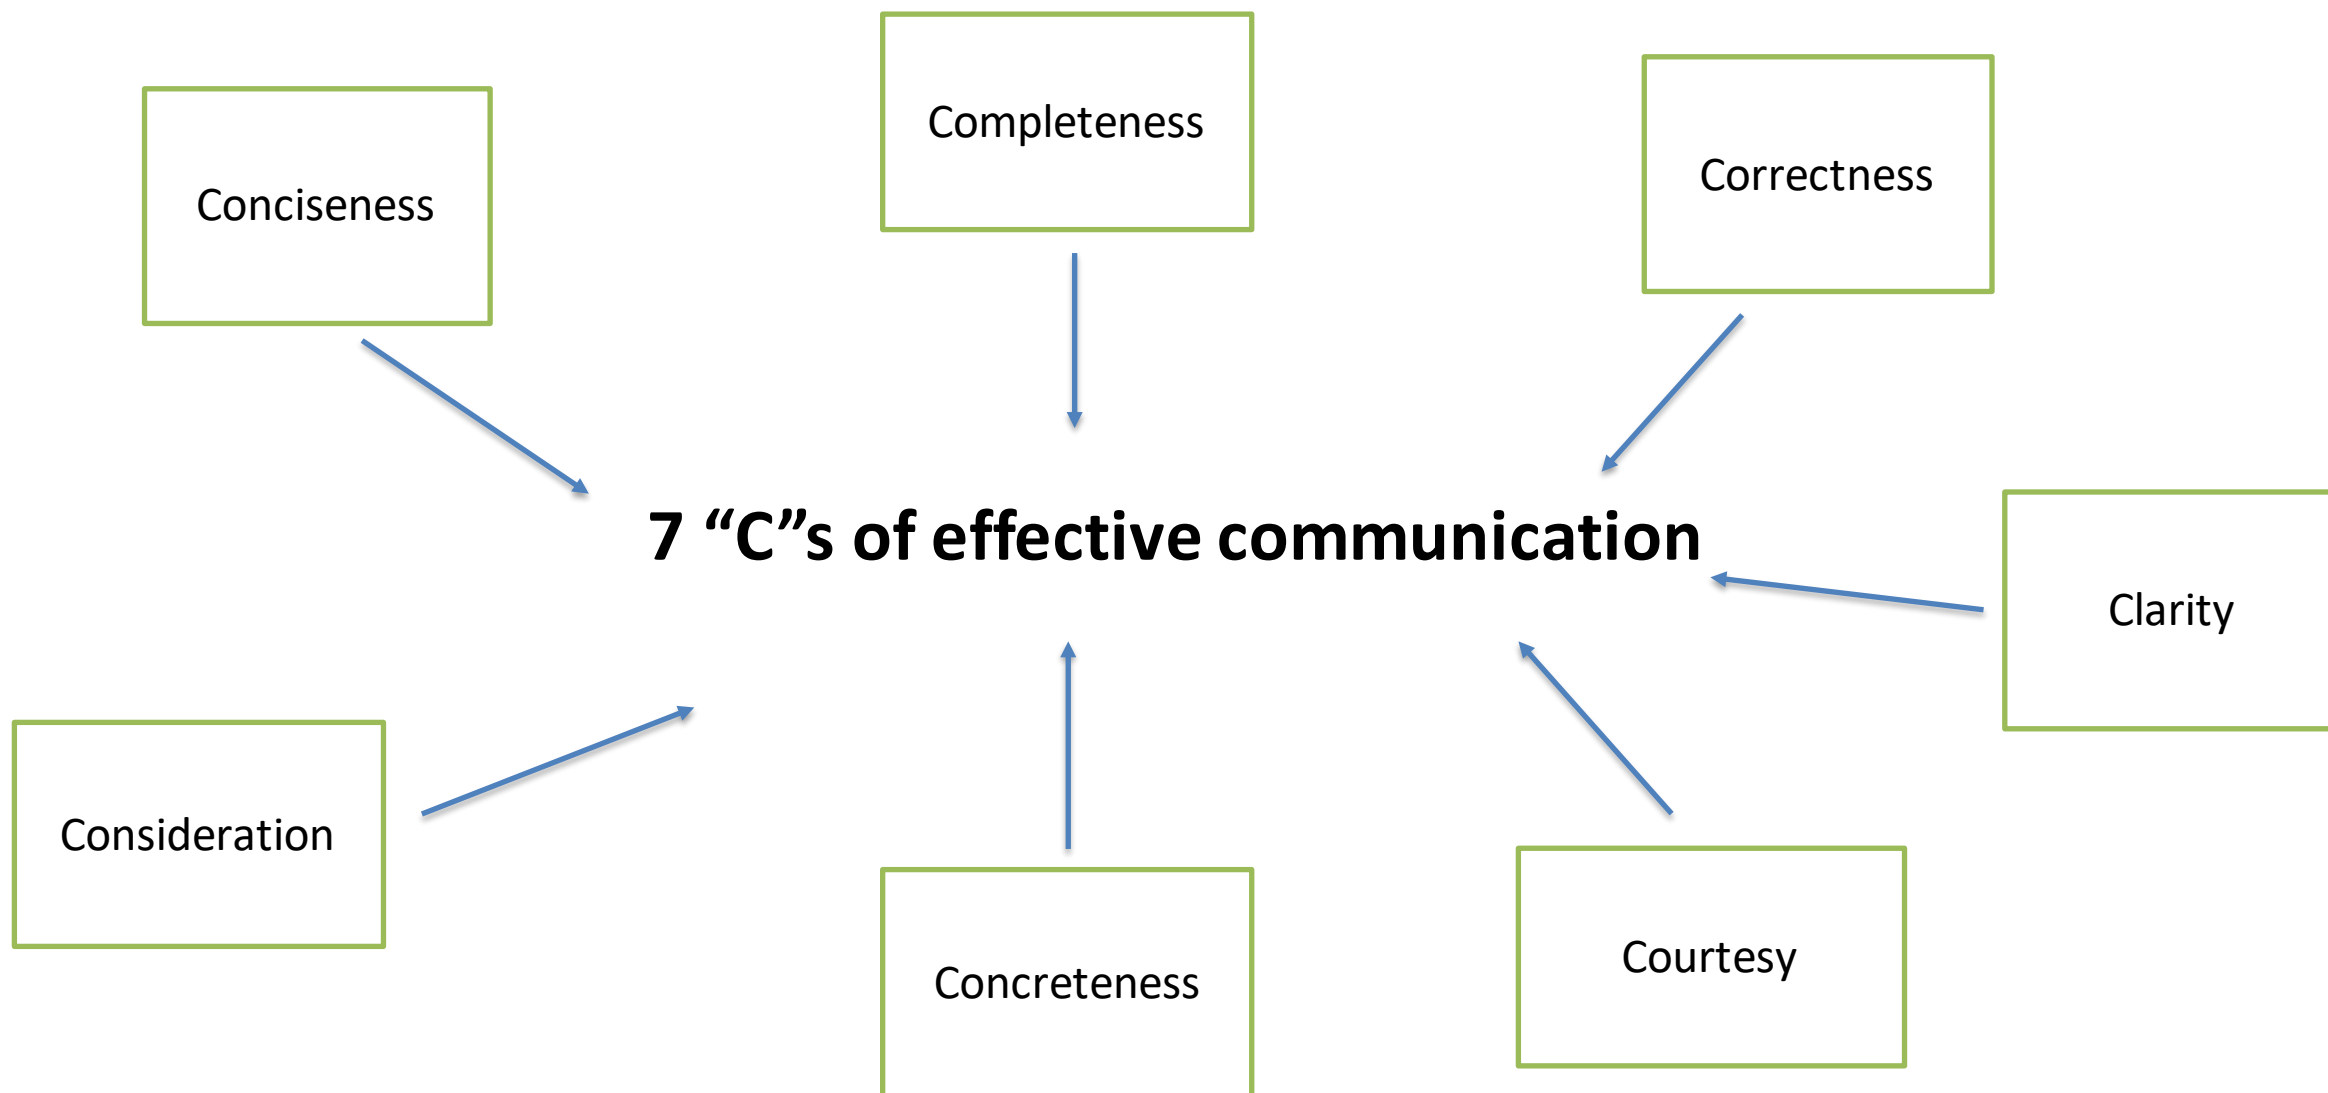 Completeness
Correctness
Conciseness
7 “C”s of effective communication
Clarity
Consideration
Courtesy
Concreteness